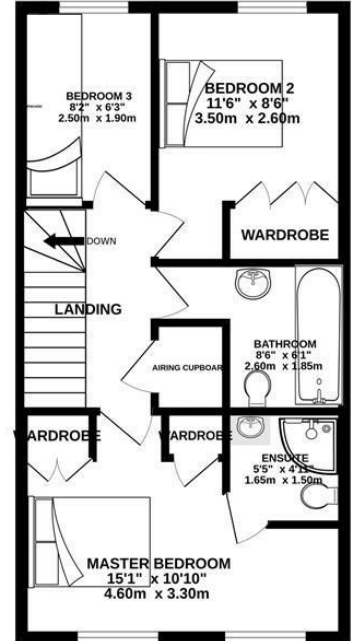 BEDROOM 3
8'2" x 6'3"
2.50m x 1.90m
BEDROOM 2
11'6" x 8'6"
3.50m x 2.60m
WARDROBE
DOWN
LANDING
BATHROOM
8'6" x 6'1"
2.60m x 1.85m
AIRING CUPBOARD
WARDROBE
WARDROBE
ENSUITE
5'5" x 4'11"
1.65m x 1.50m
MASTER BEDROOM
15'1" x 10'10"
4.60m x 3.30m